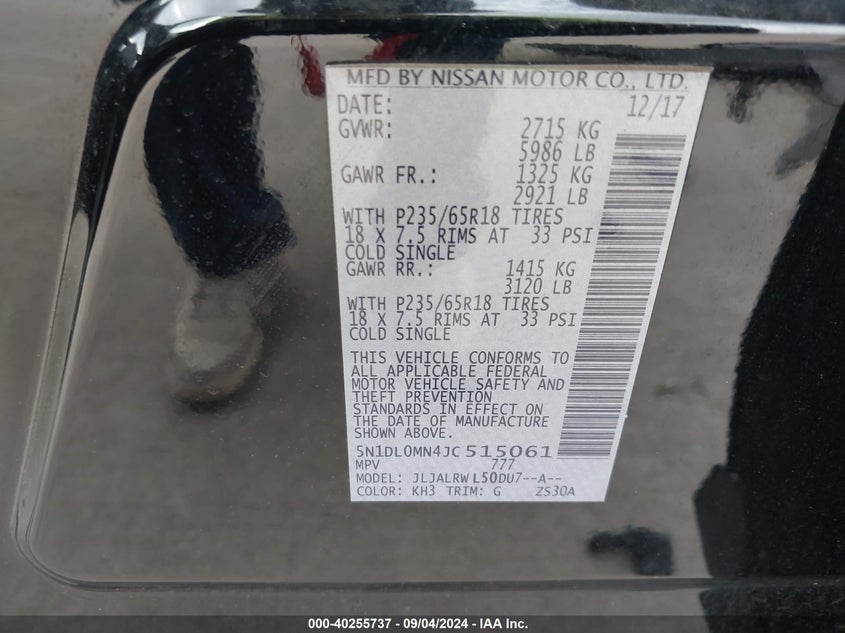 MFD BY NISSAN MOTOR CO., LTD.
DATE: 12/17
GVWR: 2715 KG
5986 LB
GAWR FR.: 1325 KG
2921 LB
WITH P235/65R18 TIRES
18 X 7.5 RIMS AT 33 PSI
COLD SINGLE
GAWR RR.: 1415 KG
3120 LB
WITH P235/65R18 TIRES
18 X 7.5 RIMS AT 33 PSI
COLD SINGLE
THIS VEHICLE CONFORMS TO
ALL APPLICABLE FEDERAL
MOTOR VEHICLE SAFETY AND
THEFT PREVENTION
STANDARDS IN EFFECT ON
THE DATE OF MANUFACTURE
SHOWN ABOVE.
5N1DL0MN4JC515061
MPV 777
MODEL: JLJALRWL50DU7--A--
COLOR: KH3 TRIM: G ZS30A
000-40255737 - 09/04/2024 - IAAI Inc.